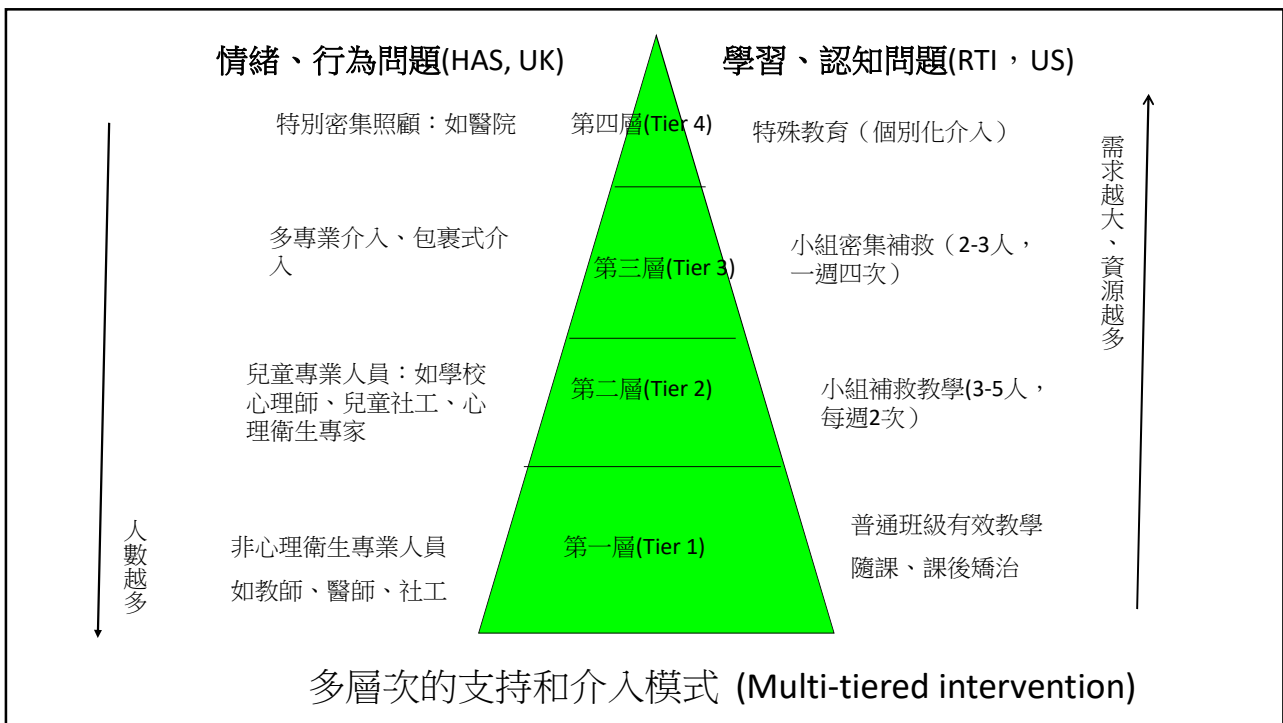 情緒、行為問題(HAS, UK)
學習、認知問題(RTI，US)
特別密集照顧：如醫院
第四層(Tier 4)
特殊教育（個別化介入）
多專業介入、包裹式介
入
第三層(Tier 3)
小組密集補救（2-3人，
一週四次）
兒童專業人員：如學校
心理師、兒童社工、心
理衛生專家
第二層(Tier 2)
小組補救教學(3-5人，
每週2次）
非心理衛生專業人員
如教師、醫師、社工
第一層(Tier 1)
普通班級有效教學
隨課、課後矯治
人數越多
需求越大、資源越多
多層次的支持和介入模式 (Multi-tiered intervention)